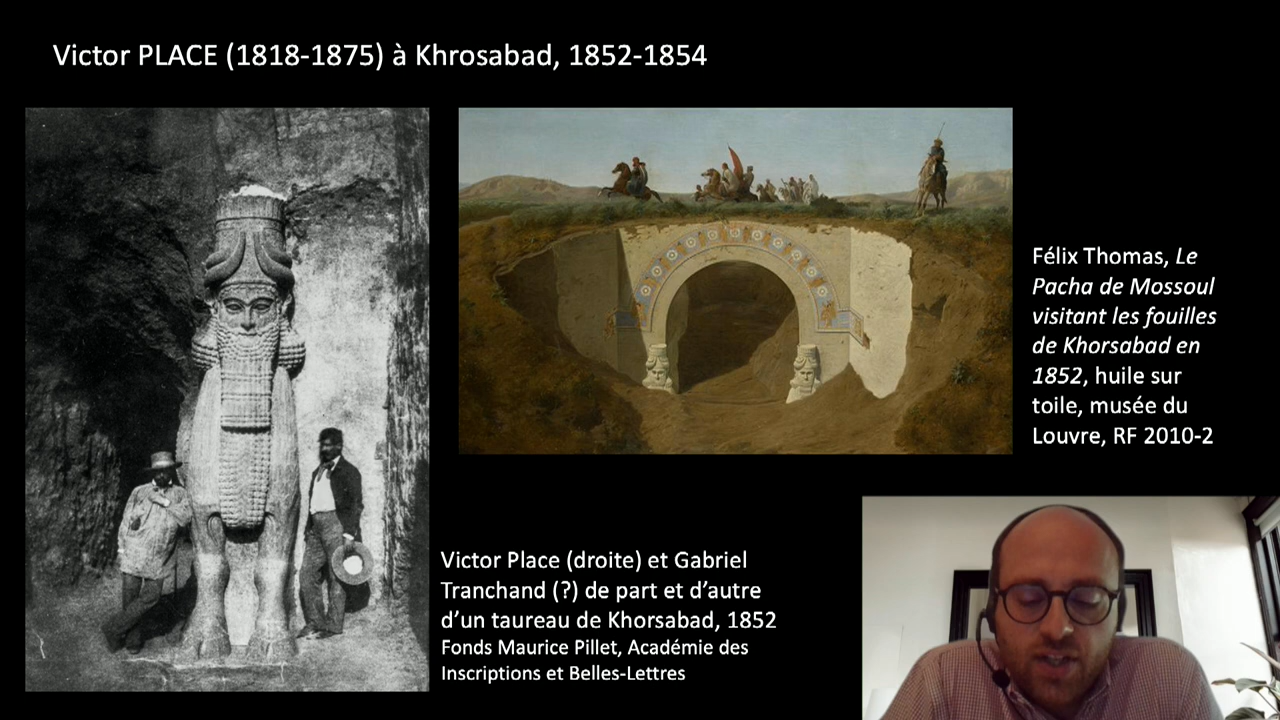 Victor PLACE (1818-1875) à Khrosabad, 1852-1854
Félix Thomas, Le
Pacha de Mossoul
visitant les fouilles
de Khorsabad en
1852, huile sur
toile, musée du
Louvre, RF 2010-2
Victor Place (droite) et Gabriel
Tranchand (?) de part et d’autre
d’un taureau de Khorsabad, 1852
Fonds Maurice Pillet, Académie des
Inscriptions et Belles-Lettres